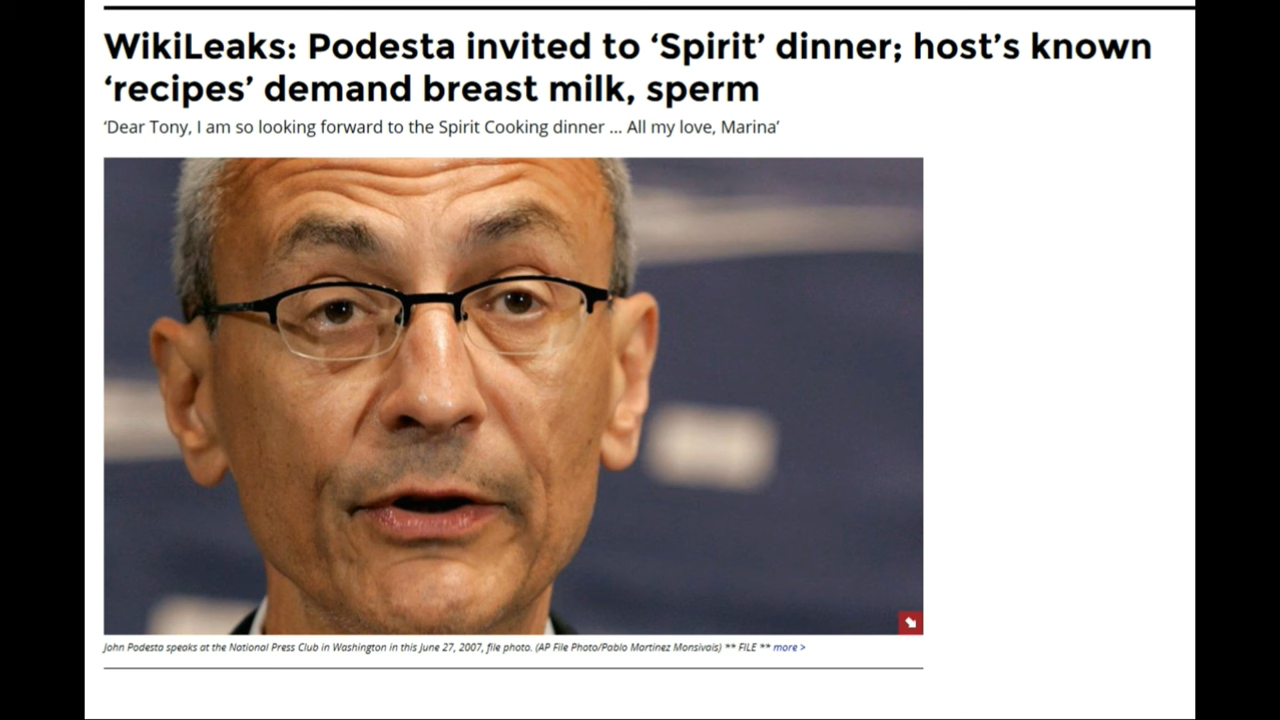 WikiLeaks: Podesta invited to ‘Spirit’ dinner; host’s known
‘recipes’ demand breast milk, sperm
‘Dear Tony, I am so looking forward to the Spirit Cooking dinner ... All my love, Marina’
John Podesta speaks at the National Press Club in Washington in this June 27, 2007, file photo. (AP File Photo/Pablo Martinez Monsivais) ** FILE ** more >